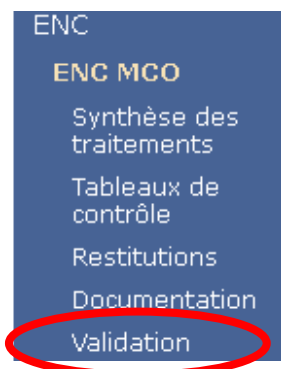 ENC
ENC MCO
Synthèse des
traitements
Tableaux de
contrôle
Restitutions
Documentation
Validation